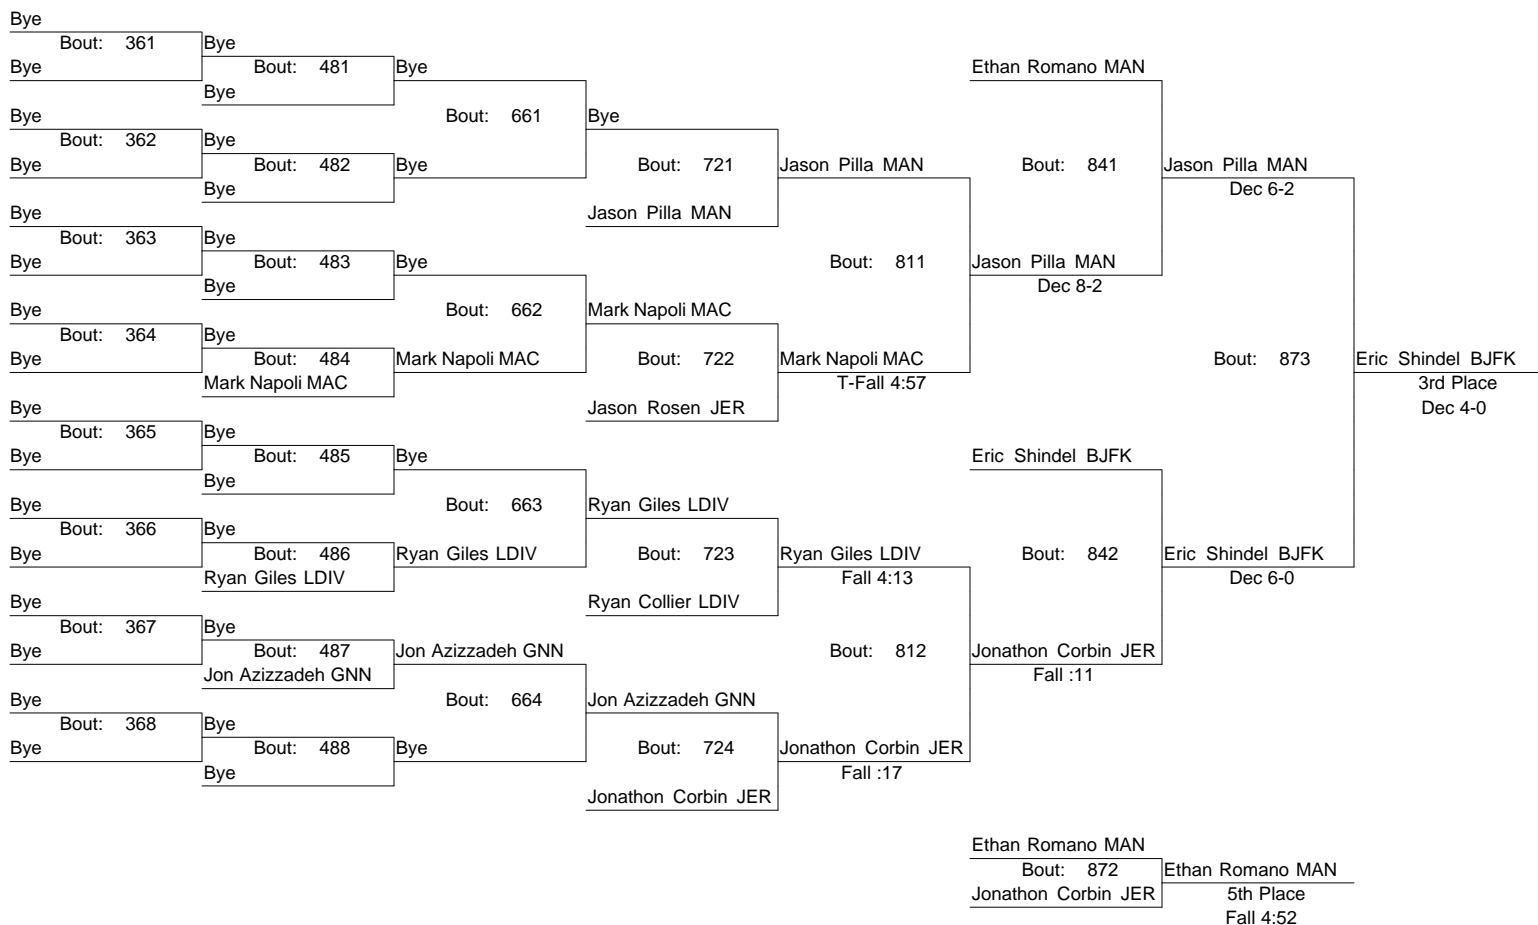 Bye
Bout: 361 Bye
Bye Bout: 481 Bye Ethan Romano MAN
Bye
Bye Bout: 661 Bye
Bout: 362 Bye
Bye Bout: 482 Bye Bout: 721 Jason Pilla MAN Bout: 841 Jason Pilla MAN
Bye Dec 6-2
Bye Jason Pilla MAN
Bout: 363 Bye
Bye Bout: 483 Bye Bout: 811 Jason Pilla MAN
Bye Dec 8-2
Bye Bout: 662 Mark Napoli MAC
Bout: 364 Bye
Bye Bout: 484 Mark Napoli MAC Bout: 722 Mark Napoli MAC Bout: 873 Eric Shindel BJFK
Mark Napoli MAC T-Fall 4:57 3rd Place
Bye Jason Rosen JER Dec 4-0
Bout: 365 Bye
Bye Bout: 485 Bye Eric Shindel BJFK
Bye
Bye Bout: 663 Ryan Giles LDIV
Bout: 366 Bye
Bye Bout: 486 Ryan Giles LDIV Bout: 723 Ryan Giles LDIV Bout: 842 Eric Shindel BJFK
Ryan Giles LDIV Fall 4:13 Dec 6-0
Bye Ryan Collier LDIV
Bout: 367 Bye
Bye Bout: 487 Jon Azizzadeh GNN Bout: 812 Jonathon Corbin JER
Jon Azizzadeh GNN Fall :11
Bye Bout: 664 Jon Azizzadeh GNN
Bout: 368 Bye
Bye Bout: 488 Bye Bout: 724 Jonathon Corbin JER
Bye Fall :17
Jonathon Corbin JER
Ethan Romano MAN
Bout: 872 Ethan Romano MAN
Jonathon Corbin JER 5th Place
Fall 4:52